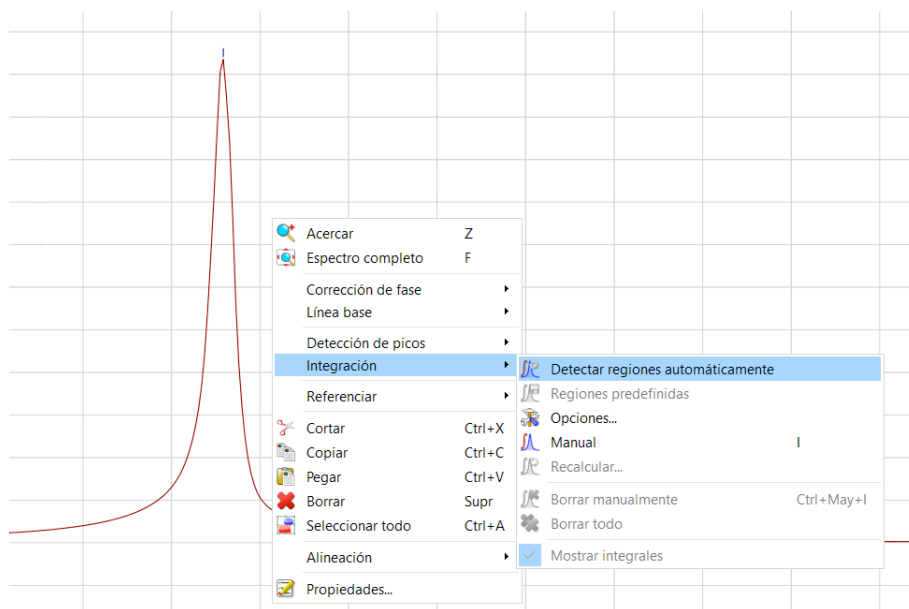 Acercar Z
Espectro completo F
Corrección de fase
Línea base
Detección de picos
Integración
Referenciar
Cortar Ctrl+X
Copiar Ctrl+C
Pegar Ctrl+V
Borrar Supr
Seleccionar todo Ctrl+A
Alineación
Propiedades...
Detectar regiones automáticamente
Regiones predefinidas
Opciones...
Manual I
Recalcular...
Borrar manualmente Ctrl+May+I
Borrar todo
Mostrar integrales